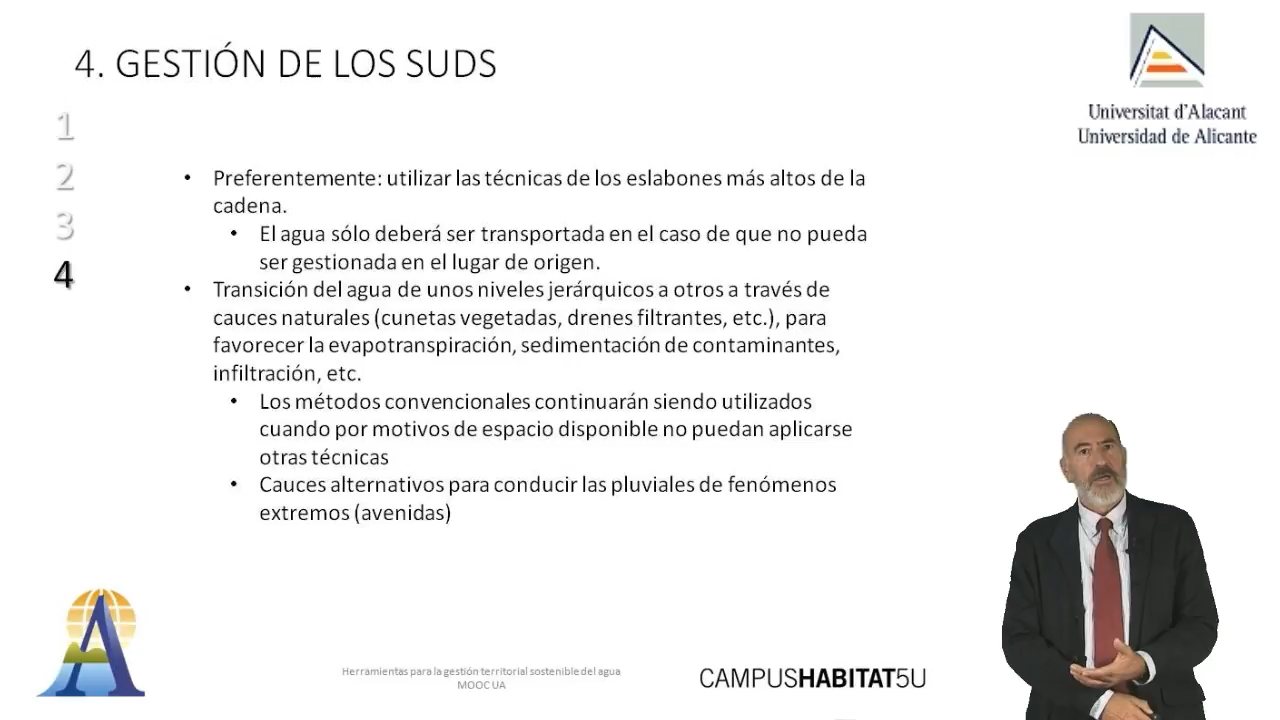 4. GESTIÓN DE LOS SUDS
Universitat d'Alacant
Universidad de Alicante
1
2
3
4
• Preferentemente: utilizar las técnicas de los eslabones más altos de la
cadena.
• El agua sólo deberá ser transportada en el caso de que no pueda
ser gestionada en el lugar de origen.
• Transición del agua de unos niveles jerárquicos a otros a través de
cauces naturales (cunetas vegetadas, drenes filtrantes, etc.), para
favorecer la evapotranspiración, sedimentación de contaminantes,
infiltración, etc.
• Los métodos convencionales continuarán siendo utilizados
cuando por motivos de espacio disponible no puedan aplicarse
otras técnicas
• Cauces alternativos para conducir las pluviales de fenómenos
extremos (avenidas)
A
Herramientas para la gestión territorial sostenible del agua
MOOC UA
CAMPUSHABITAT5U